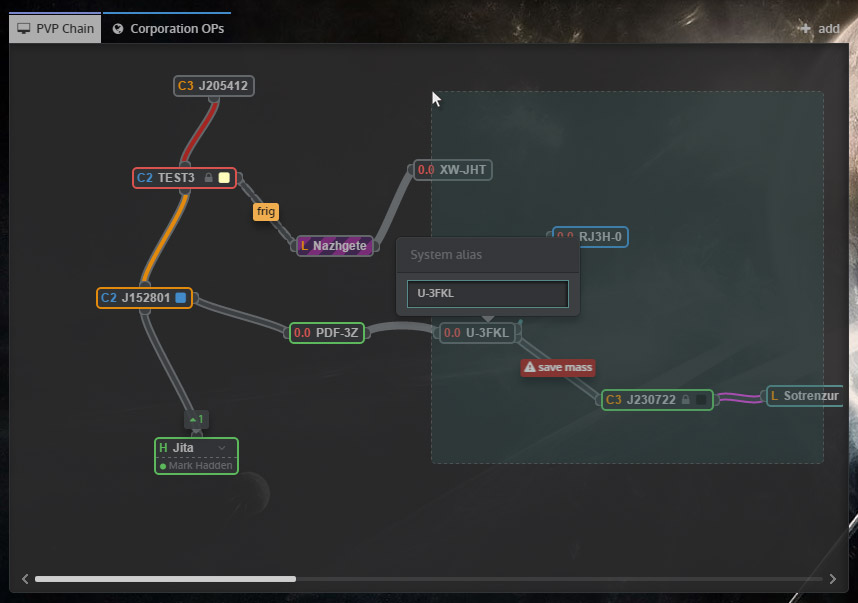 PVP Chain
Corporation OPs
add
C3 J205412
C2 TEST3
frig
L Nazhgete
0.0 XW-JHT
0.0 RJ3H-0
System alias
U-3FKL
C2 J152801
0.0 PDF-3Z
0.0 U-3FKL
save mass
C3 J230722
L Sotrenzur
1
H Jita
Mark Hadden